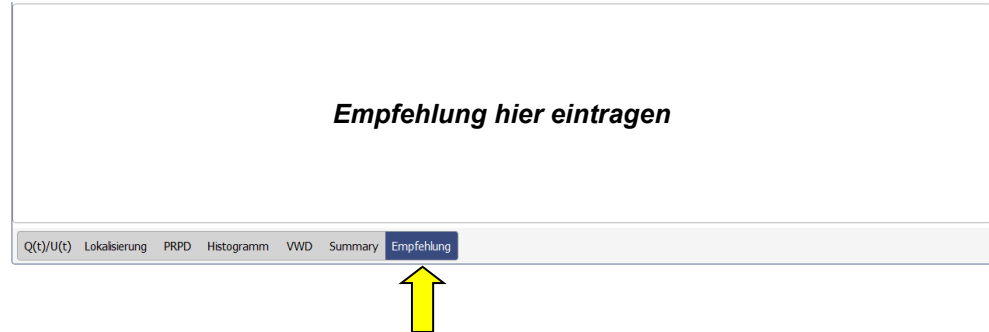 Empfehlung hier eintragen
Q(t)/U(t) Lokalisierung PRPD Histogramm VWD Summary Empfehlung